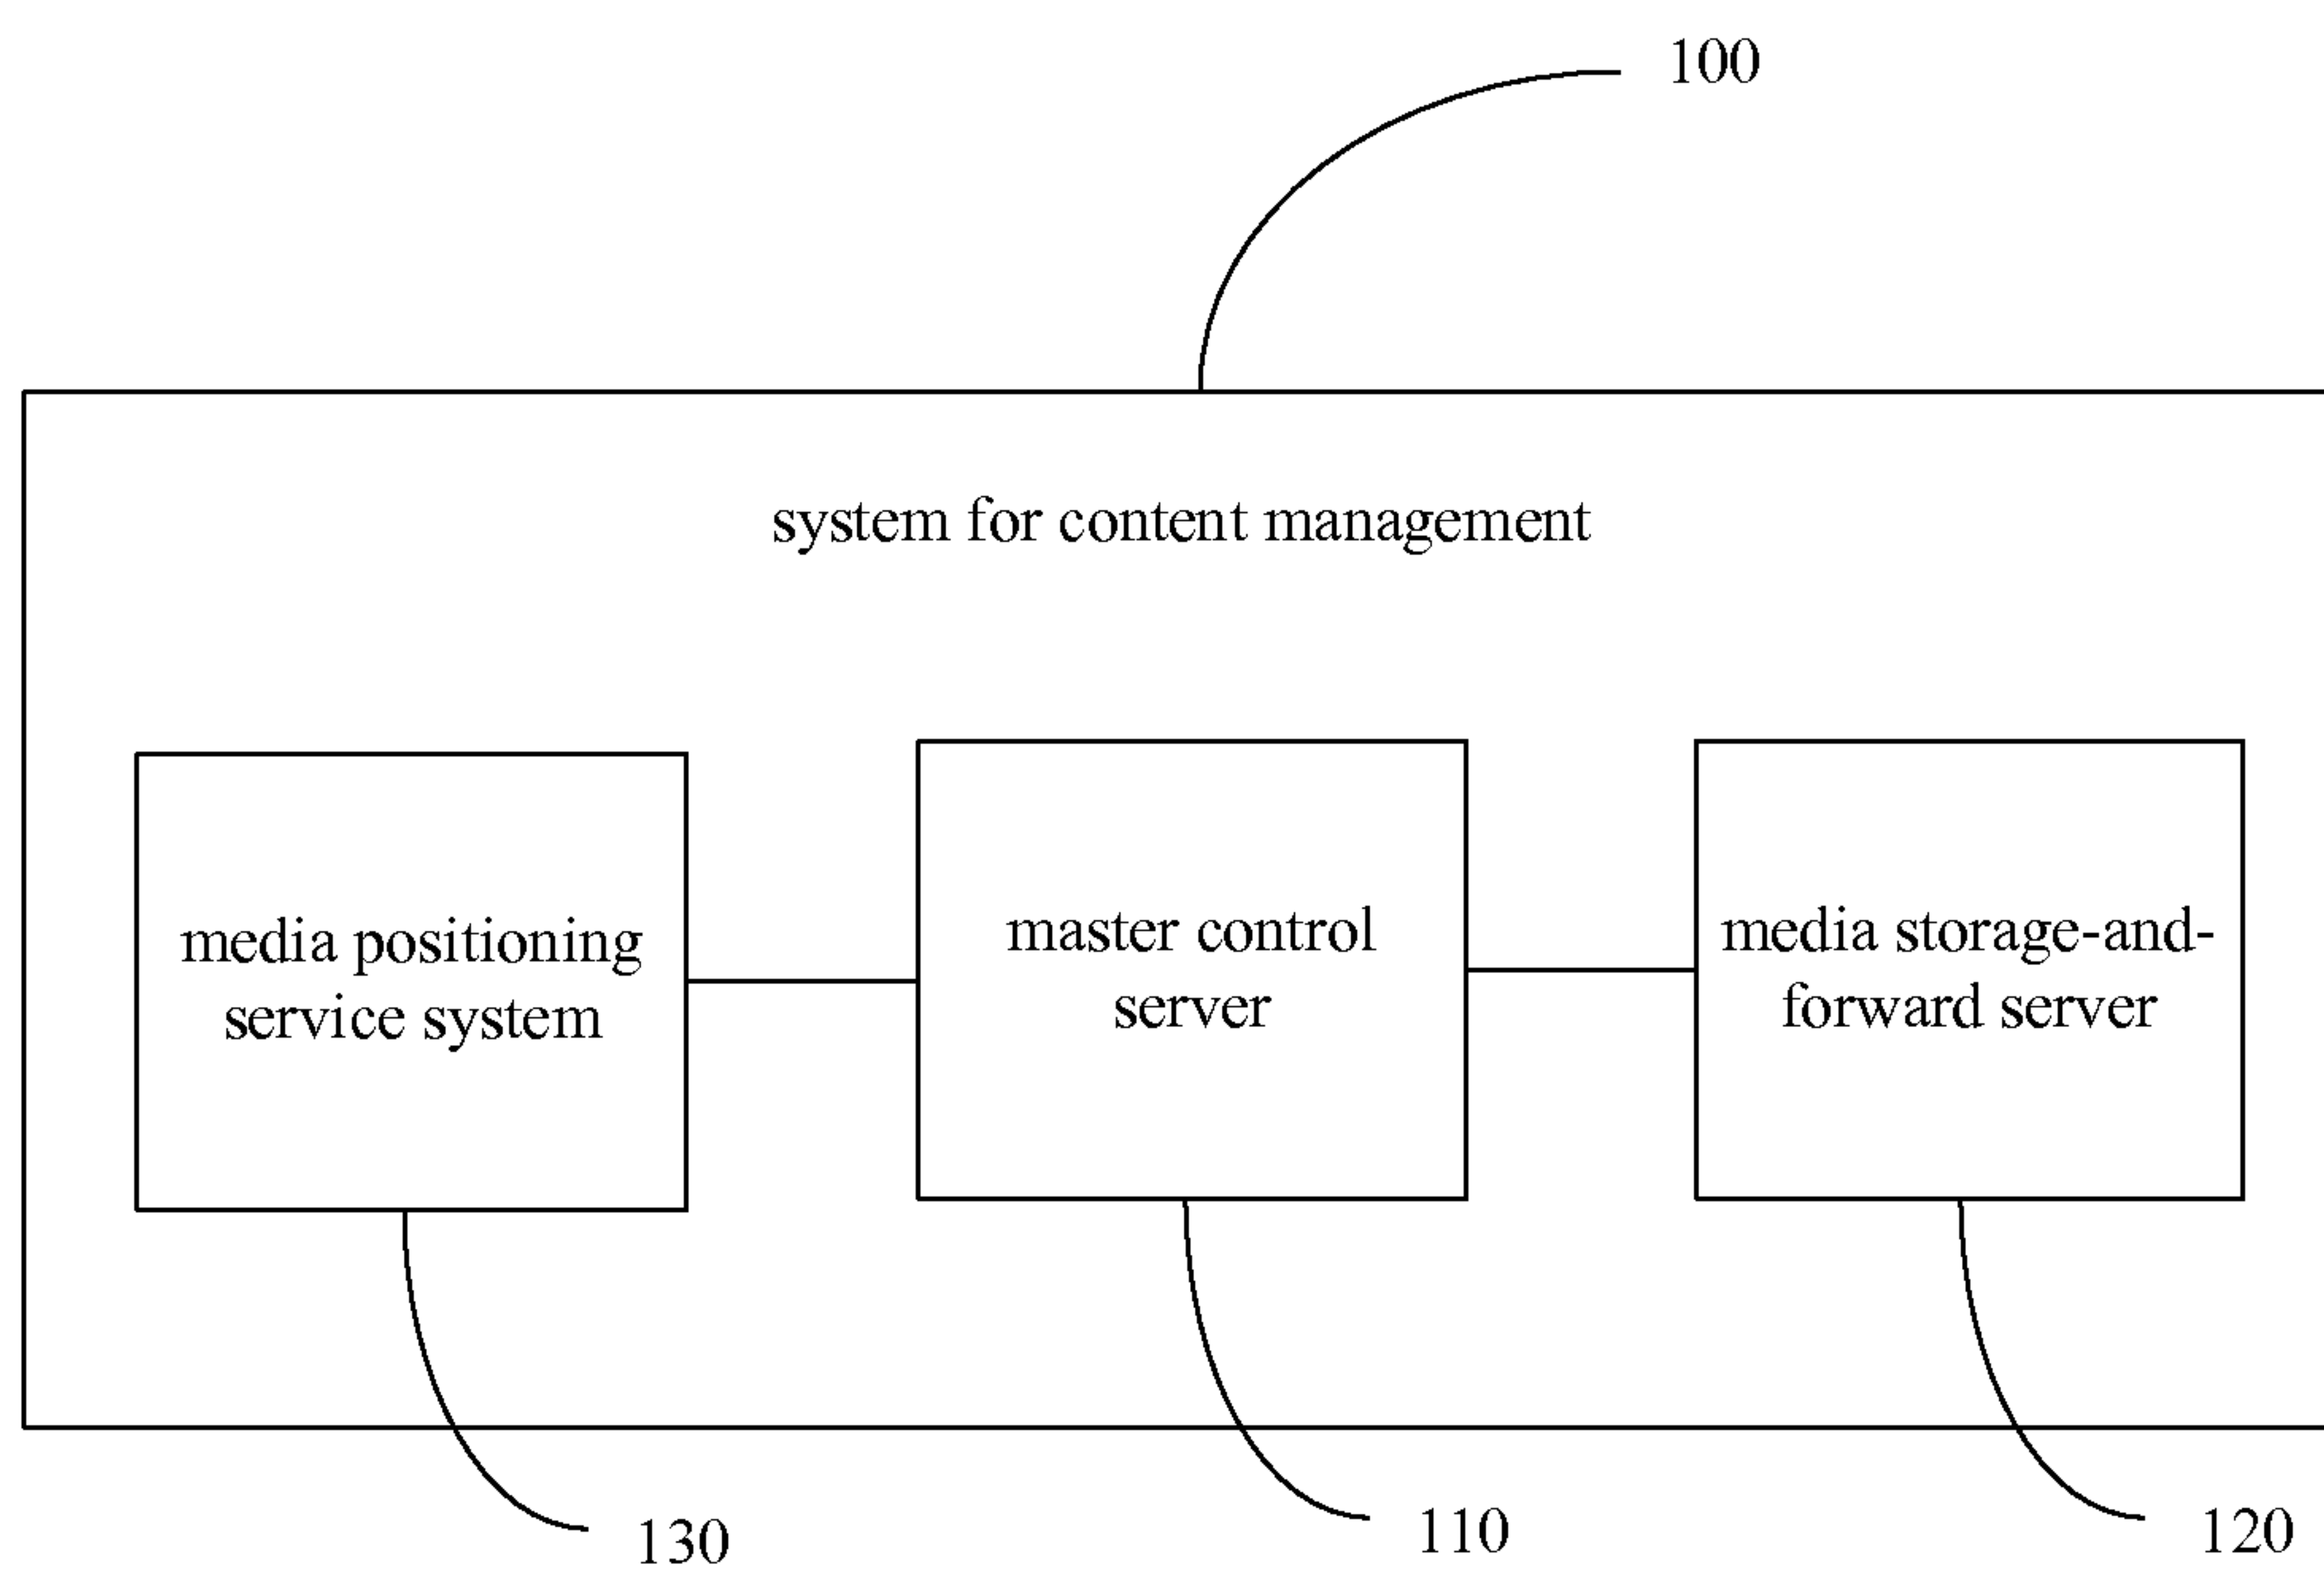 100
system for content management
media positioning
service system
master control
server
media storage-and-
forward server
130
110
120